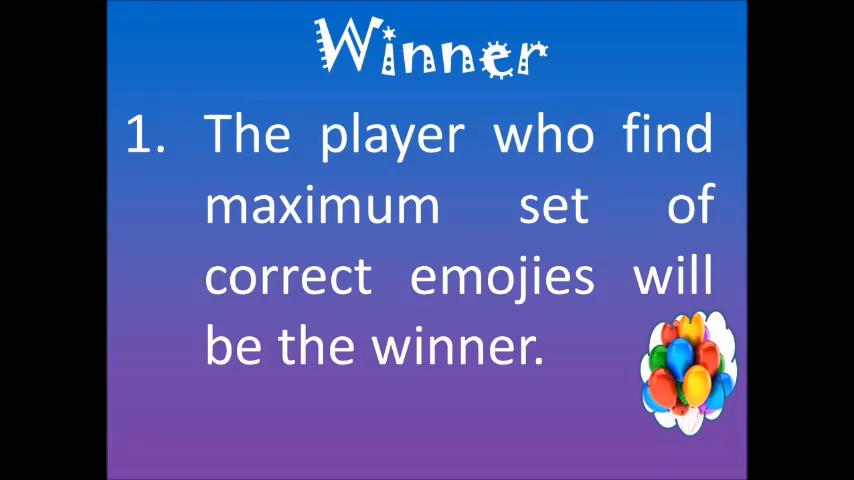 Winner
1. The player who find
maximum set of
correct emojies will
be the winner.